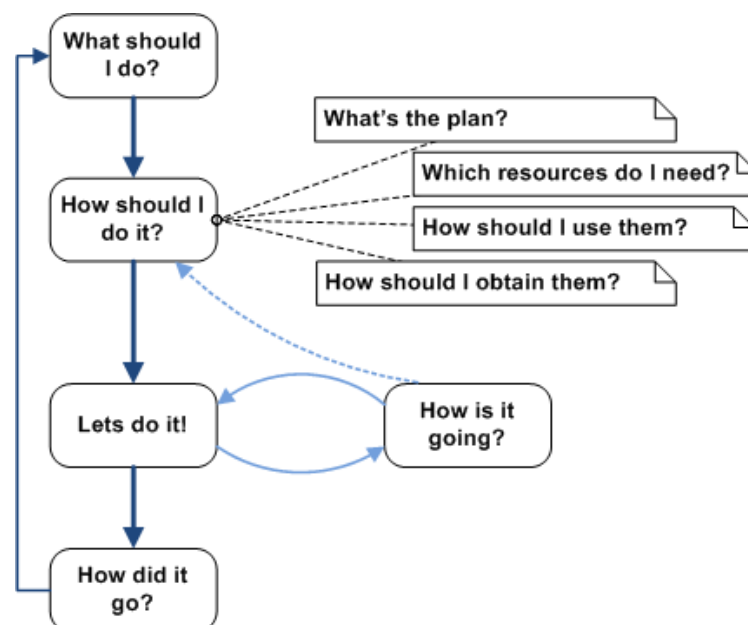 What should
I do?
What's the plan?
Which resources do I need?
How should I
do it?
How should I use them?
How should I obtain them?
Lets do it!
How is it
going?
How did it
go?